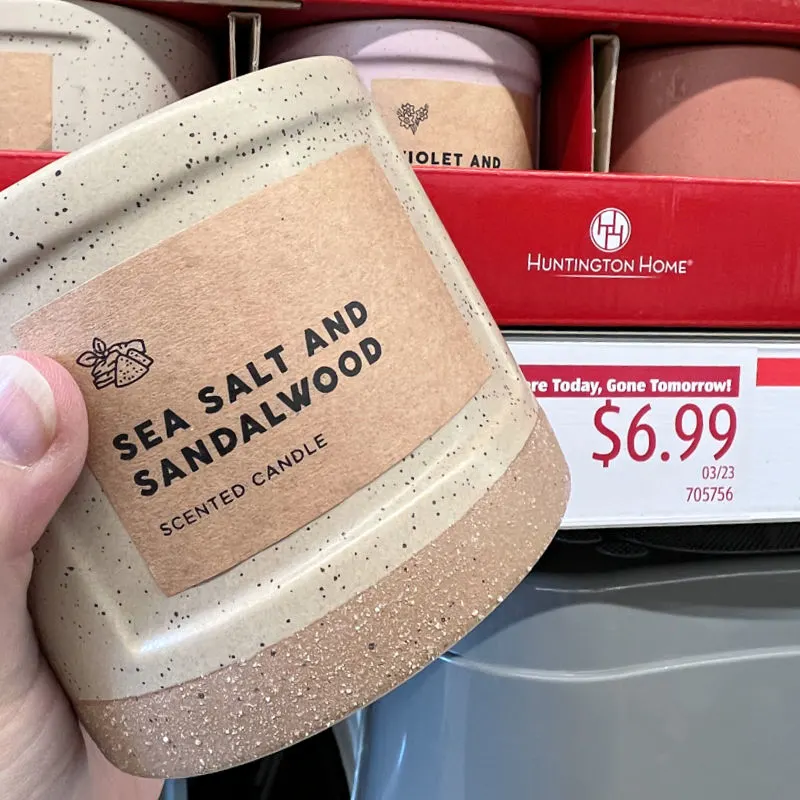 VIOLET AND
HUNTINGTON HOME®
SEA SALT AND
SANDALWOOD
SCENTED CANDLE
re Today, Gone Tomorrow!
$6.99
03/23
705756